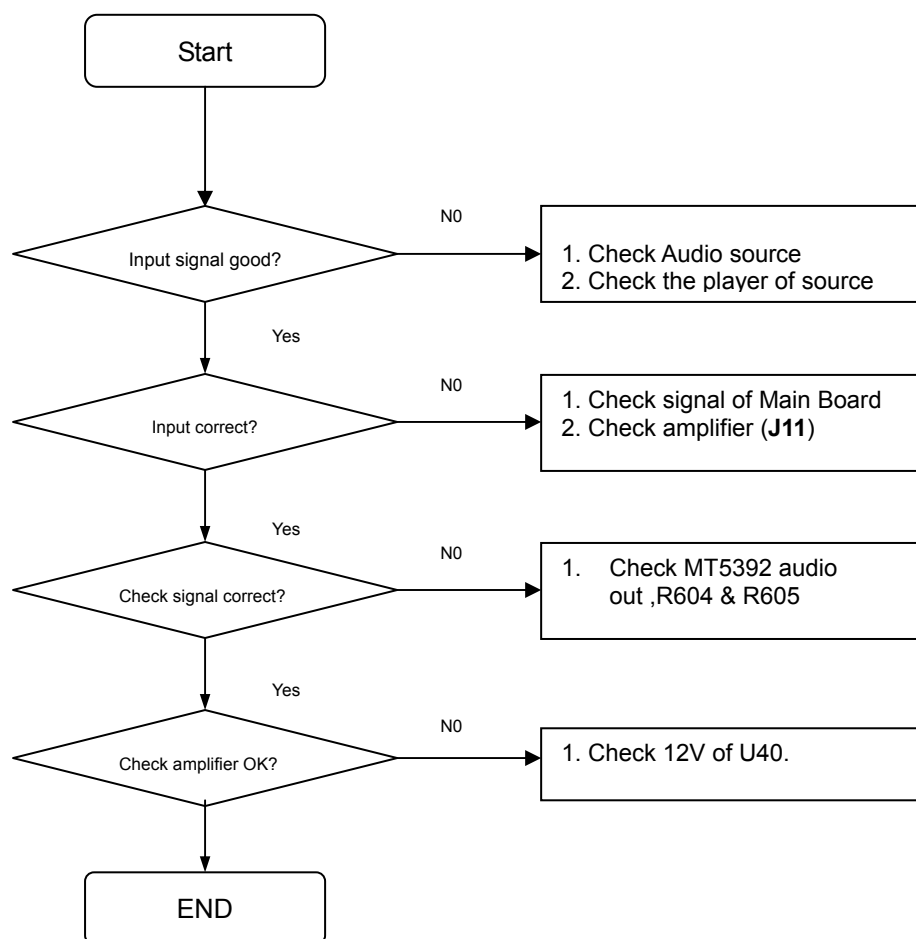 Start
N0
Input signal good?
1. Check Audio source
2. Check the player of source
Yes
N0
Input correct?
1. Check signal of Main Board
2. Check amplifier (J11)
Yes
N0
Check signal correct?
1. Check MT5392 audio
out ,R604 & R605
Yes
N0
Check amplifier OK?
1. Check 12V of U40.
END